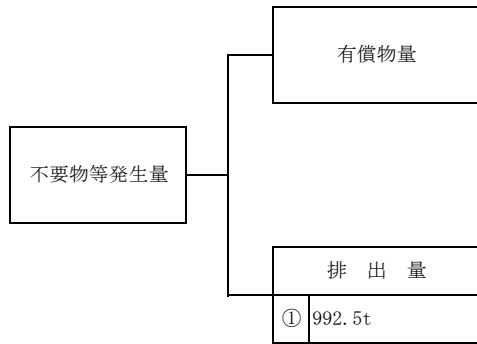 有償物量
不要物等発生量
排 出 量
① 992.5t